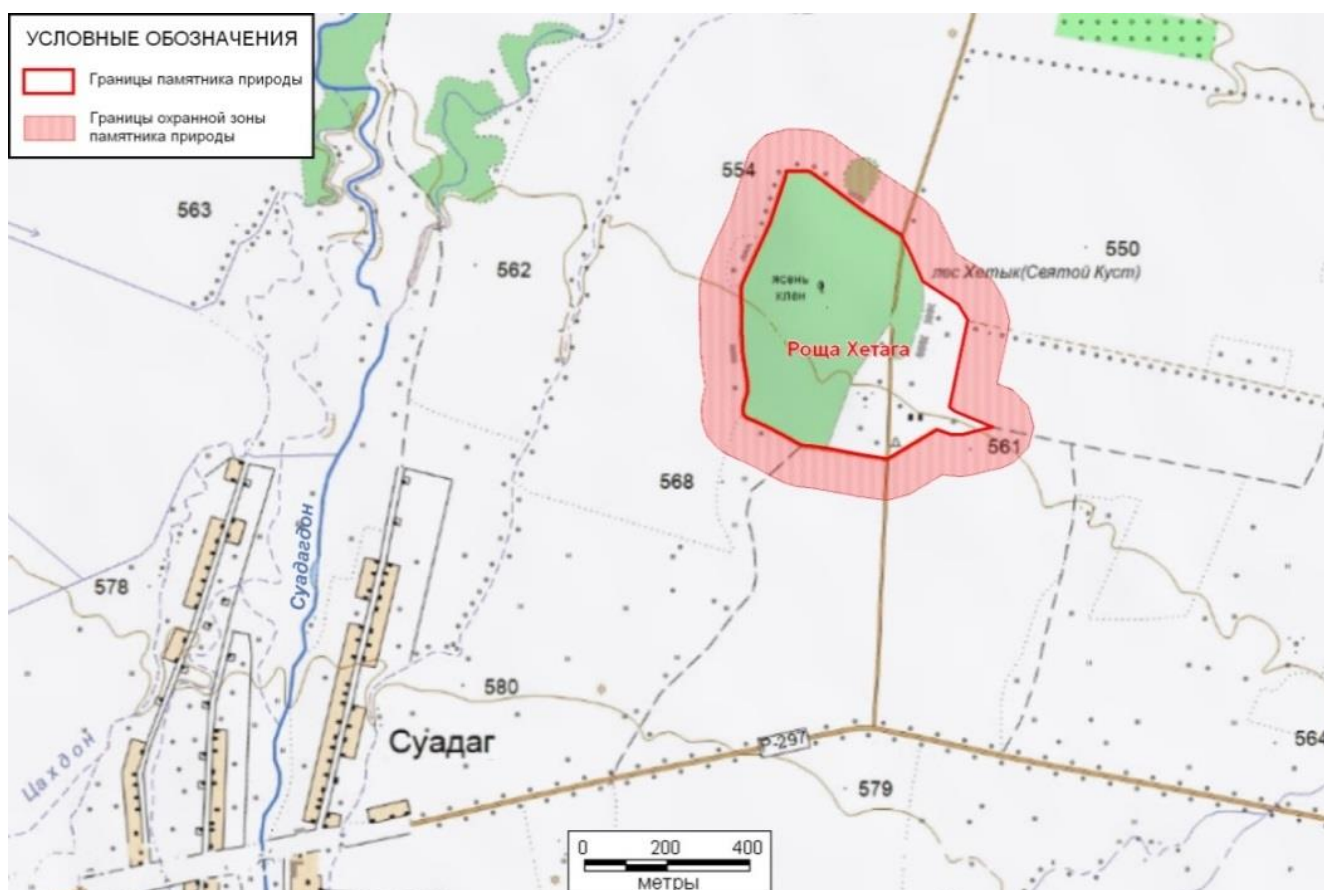 УСЛОВНЫЕ ОБОЗНАЧЕНИЯ
Границы памятника природы
Границы охранной зоны
памятника природы
554
563
550
562
лес Хетык(Святой Куст)
ясень
клен
Роща Хетага
561
568
578
Суадагдон
580
Суадаг
Р-297
564
Цахдон
579
0 200 400
метры